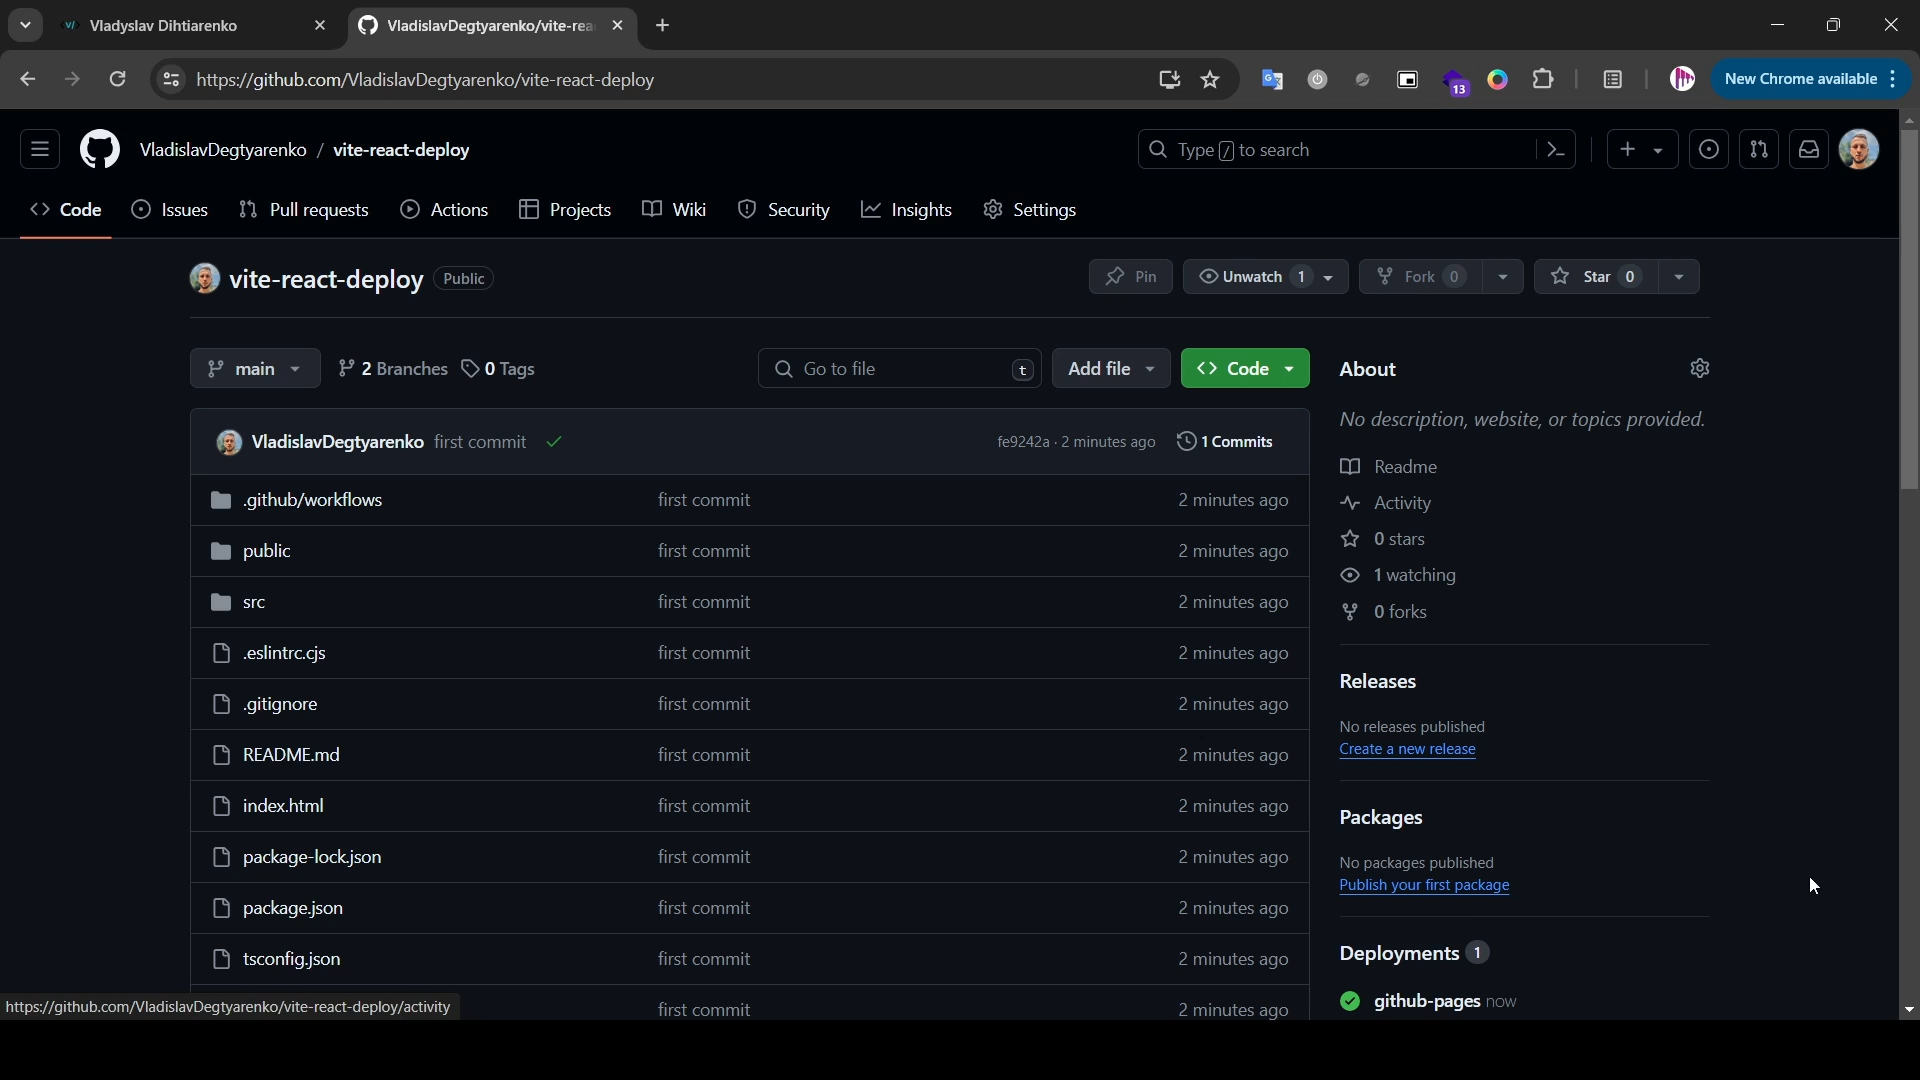 Vladyslav Dihtiarenko
VladislavDegtyarenko/vite-rea
https://github.com/VladislavDegtyarenko/vite-react-deploy
13
New Chrome available
VladislavDegtyarenko / vite-react-deploy
Type / to search
Code Issues Pull requests Actions Projects Wiki Security Insights Settings
vite-react-deploy Public
Pin Unwatch 1 Fork 0 Star 0
main 2 Branches 0 Tags Go to file t Add file Code
VladislavDegtyarenko first commit fe9242a · 2 minutes ago 1 Commits
.github/workflows first commit 2 minutes ago
public first commit 2 minutes ago
src first commit 2 minutes ago
.eslintrc.cjs first commit 2 minutes ago
.gitignore first commit 2 minutes ago
README.md first commit 2 minutes ago
index.html first commit 2 minutes ago
package-lock.json first commit 2 minutes ago
package.json first commit 2 minutes ago
tsconfig.json first commit 2 minutes ago
first commit 2 minutes ago
About
No description, website, or topics provided.
Readme
Activity
0 stars
1 watching
0 forks
Releases
No releases published
Create a new release
Packages
No packages published
Publish your first package
Deployments 1
github-pages now
https://github.com/VladislavDegtyarenko/vite-react-deploy/activity